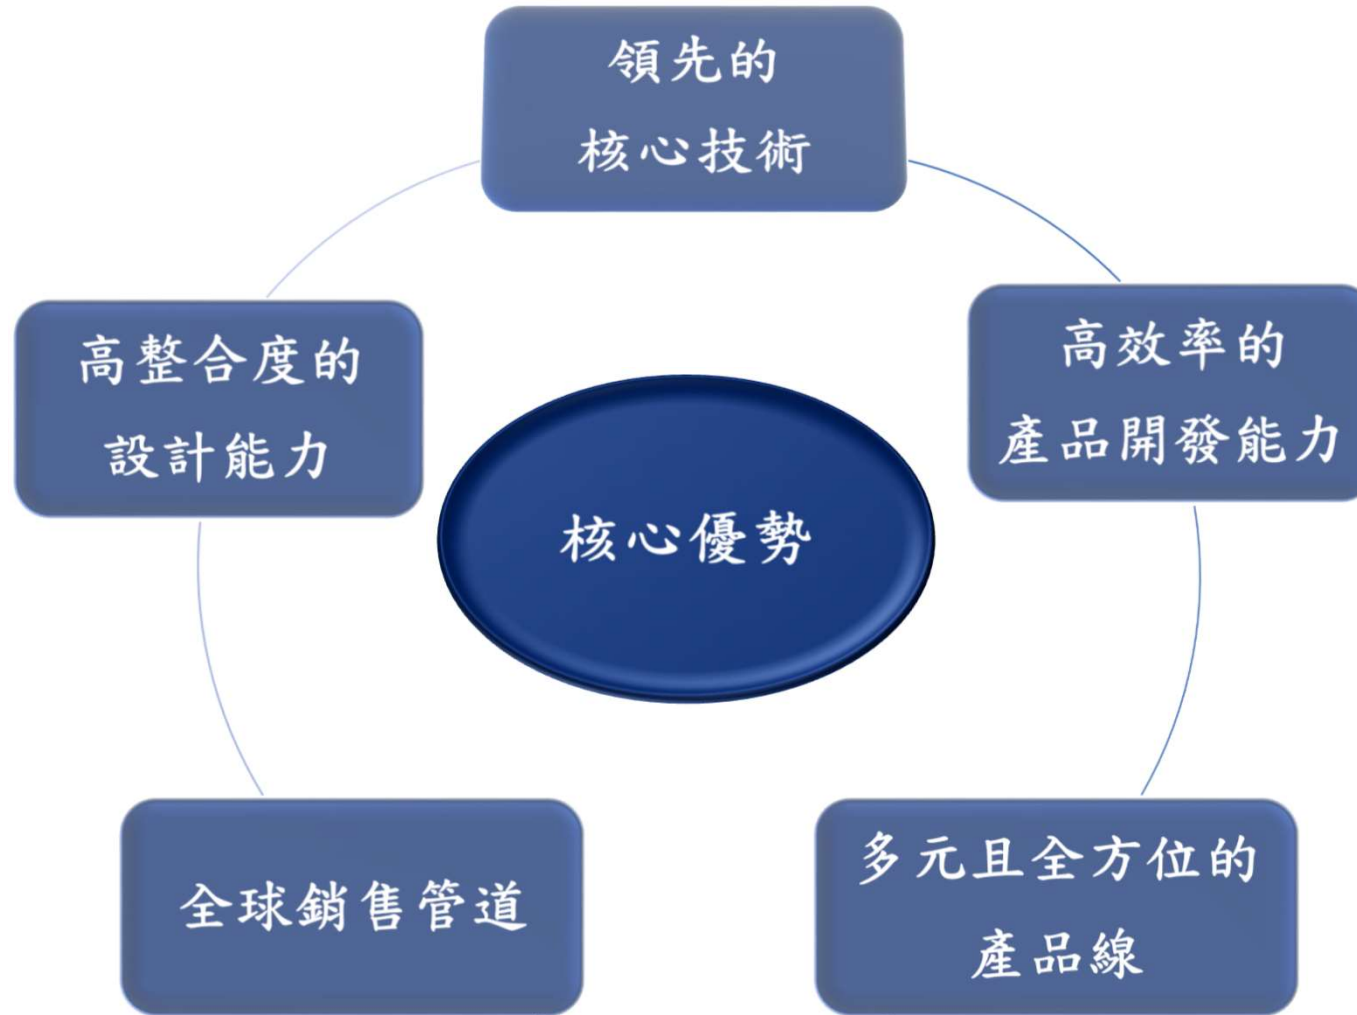 領先的
核心技術
高整合度的
設計能力
高效率的
產品開發能力
核心優勢
全球銷售管道
多元且全方位的
產品線